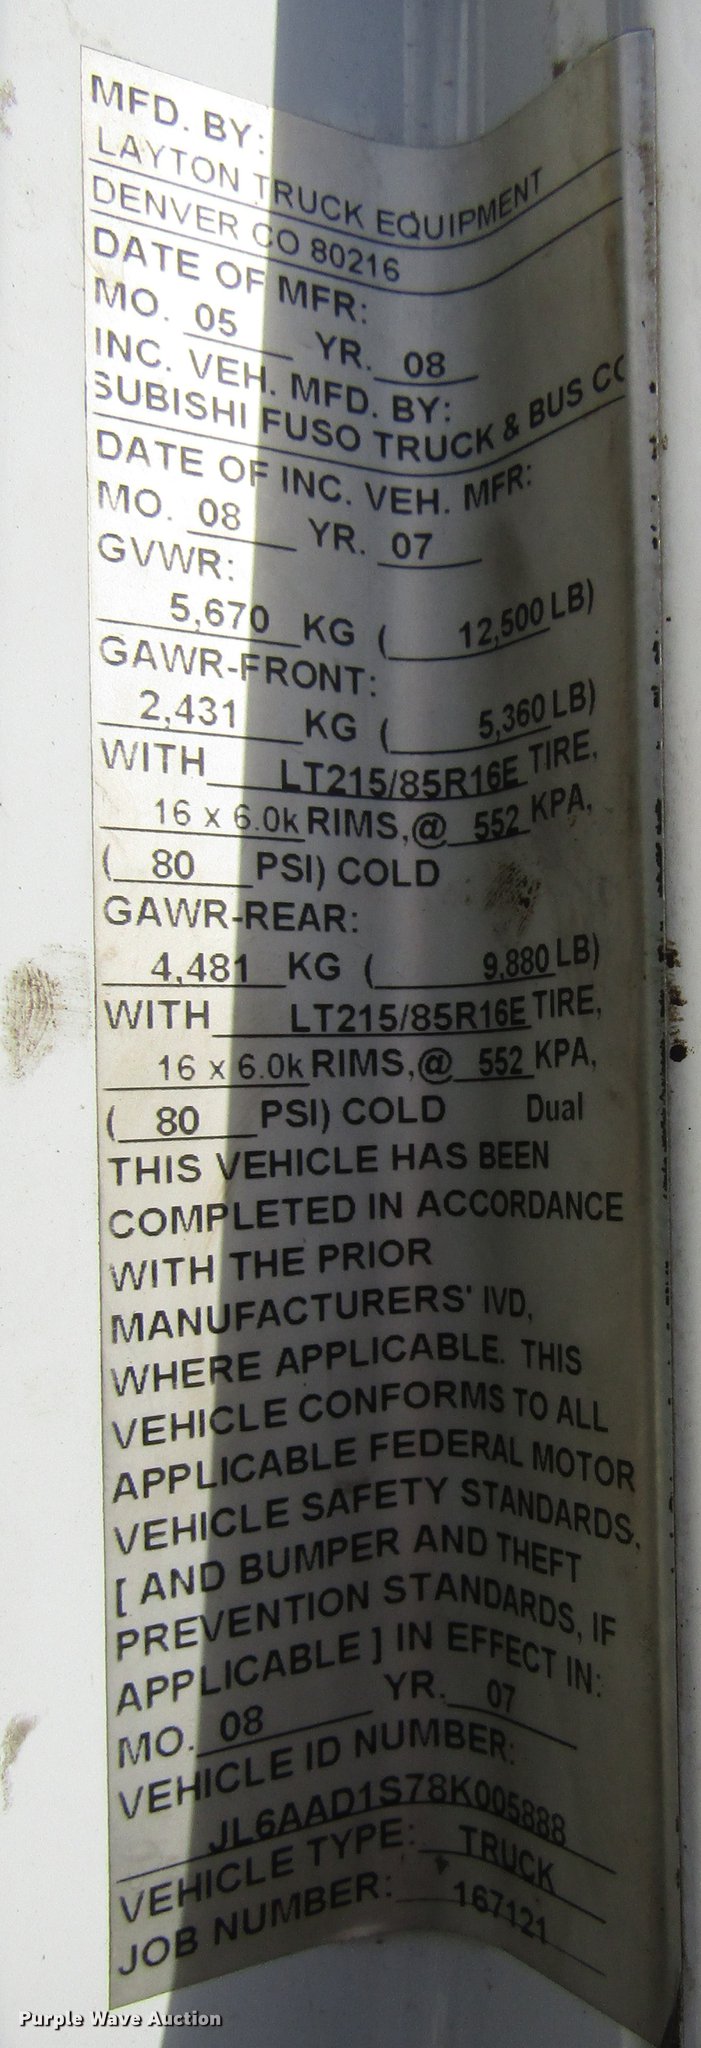 MFD. BY:
LAYTON TRUCK EQUIPMENT
DENVER CO 80216
DATE OF MFR:
MO. 05 YR. 08
INC. VEH. MFD. BY:
SUBISHI FUSO TRUCK & BUS CO
DATE OF INC. VEH. MFR:
MO. 08 YR. 07
GVWR:
5,670 KG ( 12,500 LB)
GAWR-FRONT:
2,431 KG ( 5,360 LB)
WITH LT215/85R16E TIRE,
16 x 6.0k RIMS,@ 552 KPA,
( 80 PSI) COLD
GAWR-REAR:
4,481 KG ( 9,880 LB)
WITH LT215/85R16E TIRE,
16 x 6.0k RIMS,@ 552 KPA,
( 80 PSI) COLD Dual
THIS VEHICLE HAS BEEN
COMPLETED IN ACCORDANCE
WITH THE PRIOR
MANUFACTURERS' IVD,
WHERE APPLICABLE. THIS
VEHICLE CONFORMS TO ALL
APPLICABLE FEDERAL MOTOR
VEHICLE SAFETY STANDARDS,
[ AND BUMPER AND THEFT
PREVENTION STANDARDS, IF
APPLICABLE ] IN EFFECT IN:
MO. 08 YR. 07
VEHICLE ID NUMBER:
JL6AAD1S78K005888
VEHICLE TYPE: TRUCK
JOB NUMBER: 167121
Purple Wave Auction